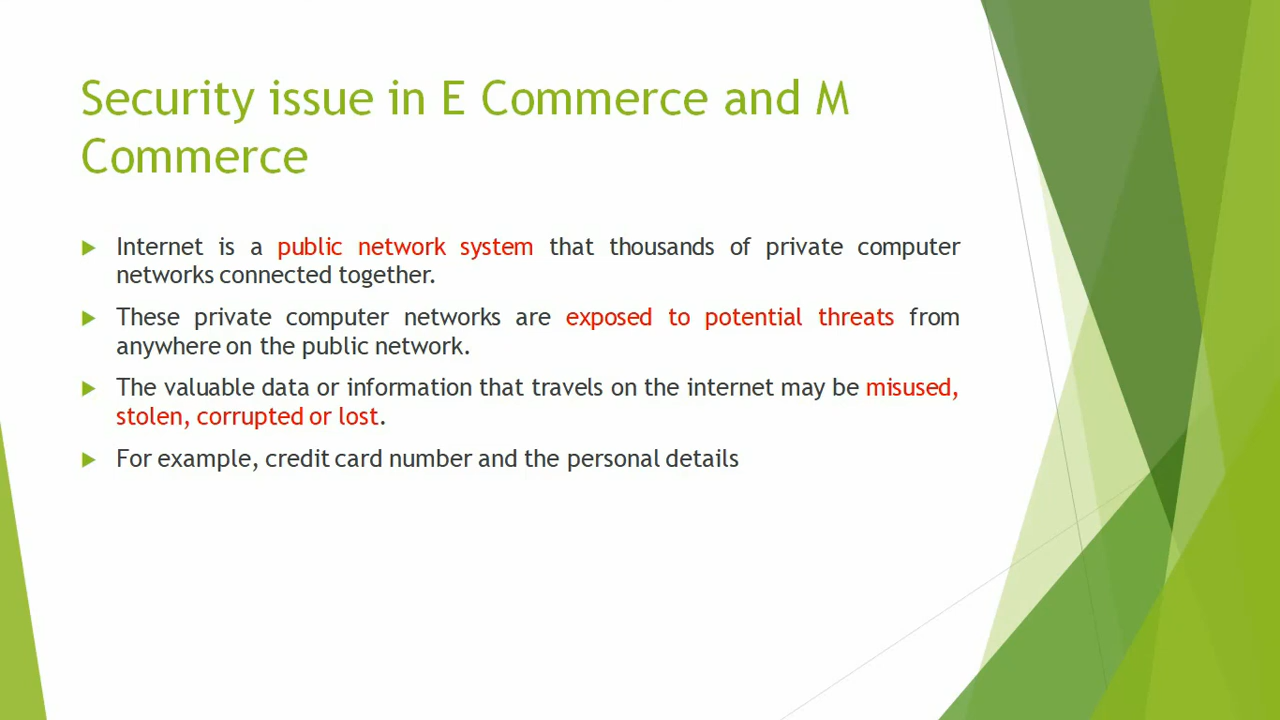 Security issue in E Commerce and M
Commerce
Internet is a public network system that thousands of private computer
networks connected together.
These private computer networks are exposed to potential threats from
anywhere on the public network.
The valuable data or information that travels on the internet may be misused,
stolen, corrupted or lost.
For example, credit card number and the personal details